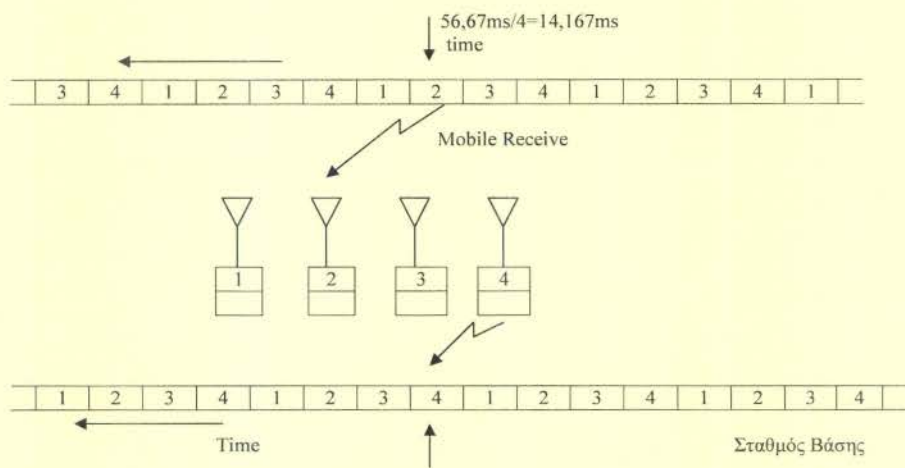 56,67ms/4=14,167ms
time
3 4 1 2 3 4 1 2 3 4 1 2 3 4 1
Mobile Receive
1 2 3 4
1 2 3 4 1 2 3 4 1 2 3 4 1 2 3 4
Time
Σταθμός Βάσης